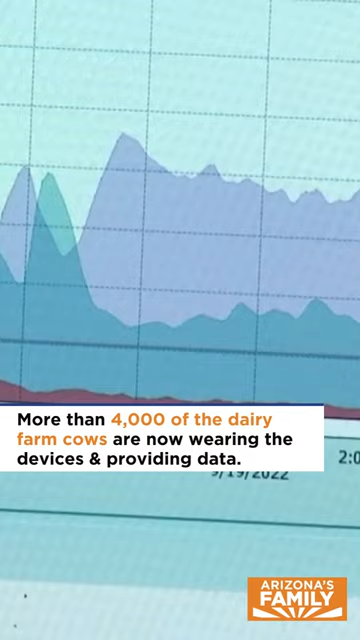 More than 4,000 of the dairy
farm cows are now wearing the
devices & providing data.
9/19/2022
2:0
ARIZONA'S
FAMILY